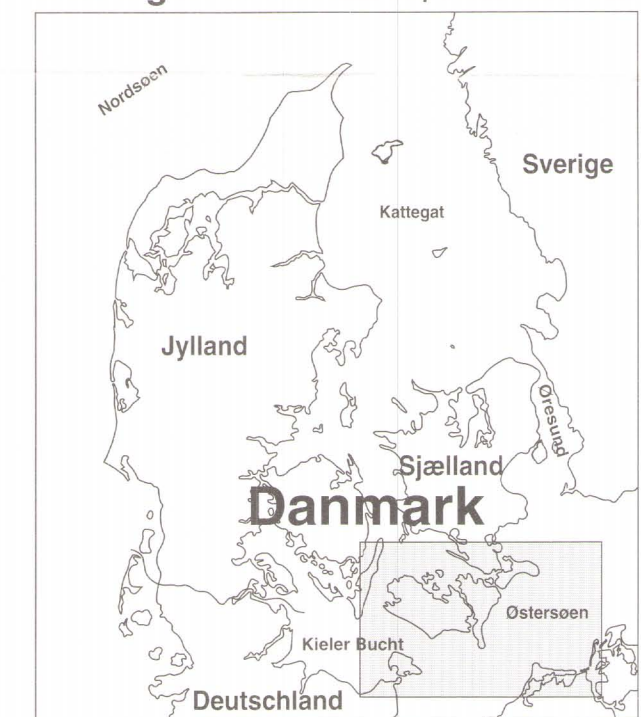 Nordsøen
Sverige
Kattegat
Jylland
Øresund
Sjælland
Danmark
Østersøen
Kieler Bucht
Deutschland